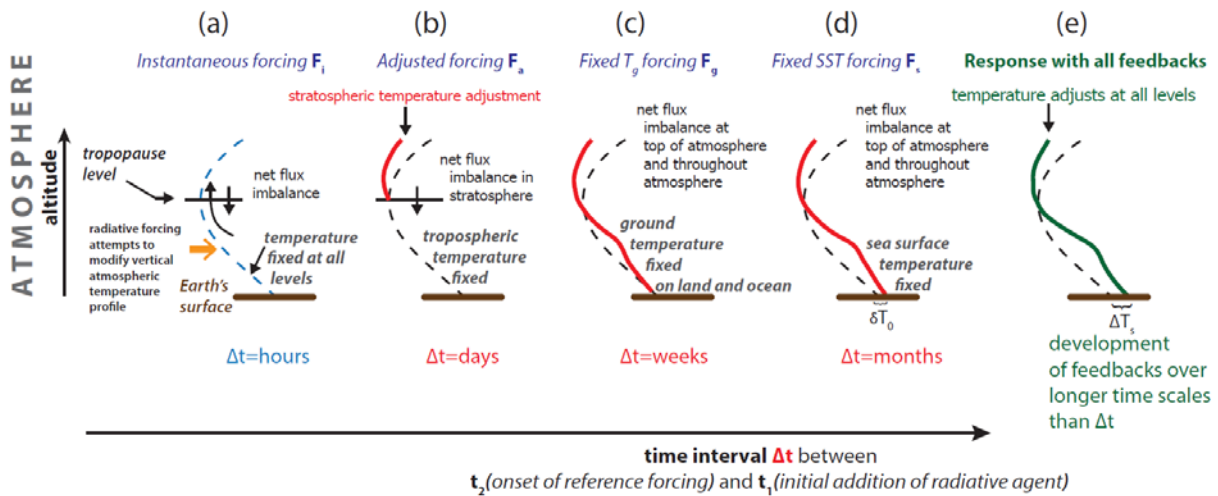 (a)
(b)
(c)
(d)
(e)
Instantaneous forcing Fi
Adjusted forcing Fa
Fixed Tg forcing Fg
Fixed SST forcing Fs
Response with all feedbacks
stratospheric temperature adjustment
temperature adjusts at all levels
ATMOSPHERE
altitude
tropopause
level
net flux
imbalance
radiative forcing
attempts to
modify vertical
atmospheric
temperature
profile
temperature
fixed at all
levels
Earth's
surface
net flux
imbalance in
stratosphere
tropospheric
temperature
fixed
net flux
imbalance at
top of atmosphere
and throughout
atmosphere
ground
temperature
fixed
on land and ocean
net flux
imbalance at
top of atmosphere
and throughout
atmosphere
sea surface
temperature
fixed
δT0
ΔTs
Δt=hours
Δt=days
Δt=weeks
Δt=months
development
of feedbacks over
longer time scales
than Δt
time interval Δt between
t2(onset of reference forcing) and t1(initial addition of radiative agent)